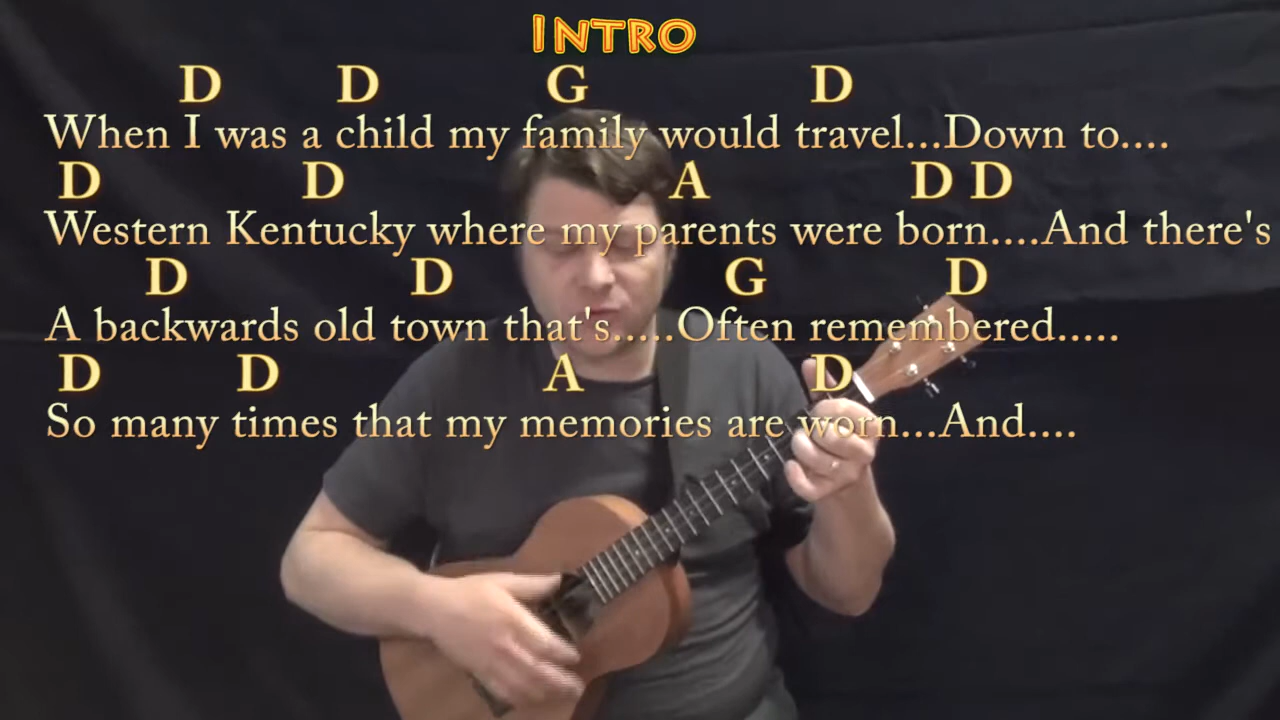 INTRO
D D G D
When I was a child my family would travel...Down to....
D D A D D
Western Kentucky where my parents were born....And there's
D D G D
A backwards old town that's.....Often remembered.....
D D A D
So many times that my memories are worn...And....